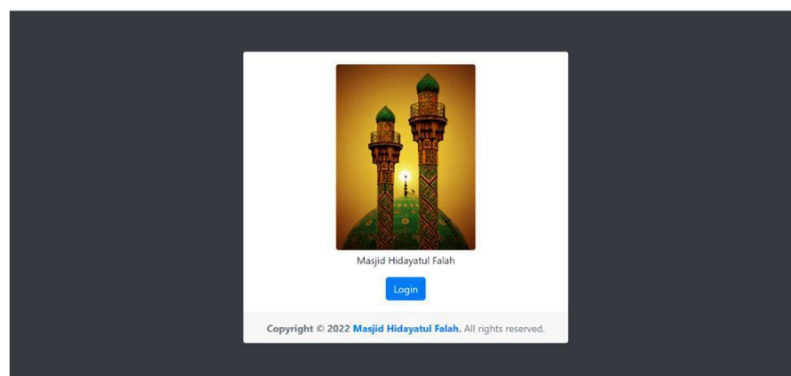 Masjid Hidayatul Falah
Login
Copyright © 2022 Masjid Hidayatul Falah. All rights reserved.